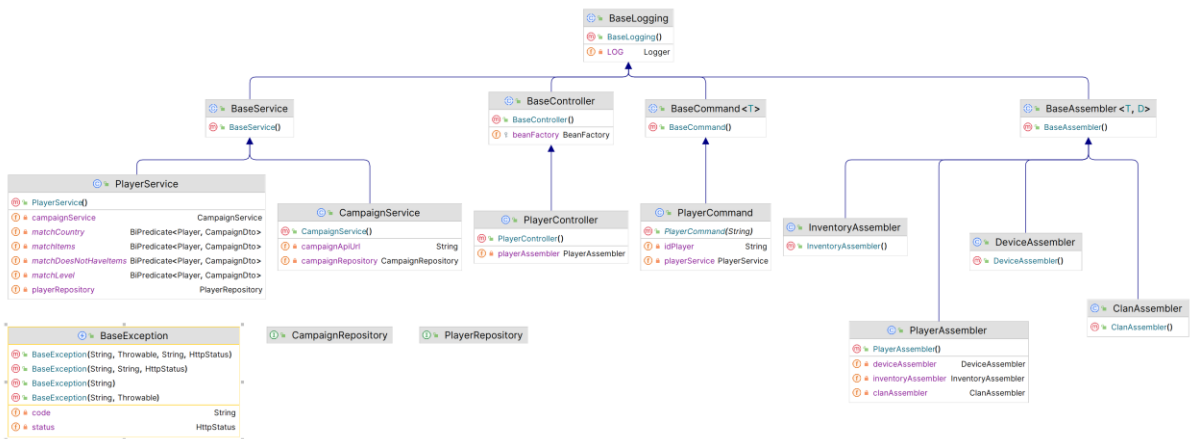 BaseLogging
BaseLogging()
LOG Logger
BaseService
BaseService()
BaseController
BaseController()
beanFactory BeanFactory
BaseCommand<T>
BaseCommand()
BaseAssembler<T, D>
BaseAssembler()
PlayerService
PlayerService()
campaignService CampaignService
matchCountry BiPredicate<Player, CampaignDto>
matchItems BiPredicate<Player, CampaignDto>
matchDoesNotHaveItems BiPredicate<Player, CampaignDto>
matchLevel BiPredicate<Player, CampaignDto>
playerRepository PlayerRepository
CampaignService
CampaignService()
campaignApiUrl String
campaignRepository CampaignRepository
PlayerController
PlayerController()
playerAssembler PlayerAssembler
PlayerCommand
PlayerCommand(String)
idPlayer String
playerService PlayerService
InventoryAssembler
InventoryAssembler()
DeviceAssembler
DeviceAssembler()
ClanAssembler
ClanAssembler()
BaseException
BaseException(String, Throwable, String, HttpStatus)
BaseException(String, String, HttpStatus)
BaseException(String)
BaseException(String, Throwable)
code String
status HttpStatus
CampaignRepository
PlayerRepository
PlayerAssembler
PlayerAssembler()
deviceAssembler DeviceAssembler
inventoryAssembler InventoryAssembler
clanAssembler ClanAssembler